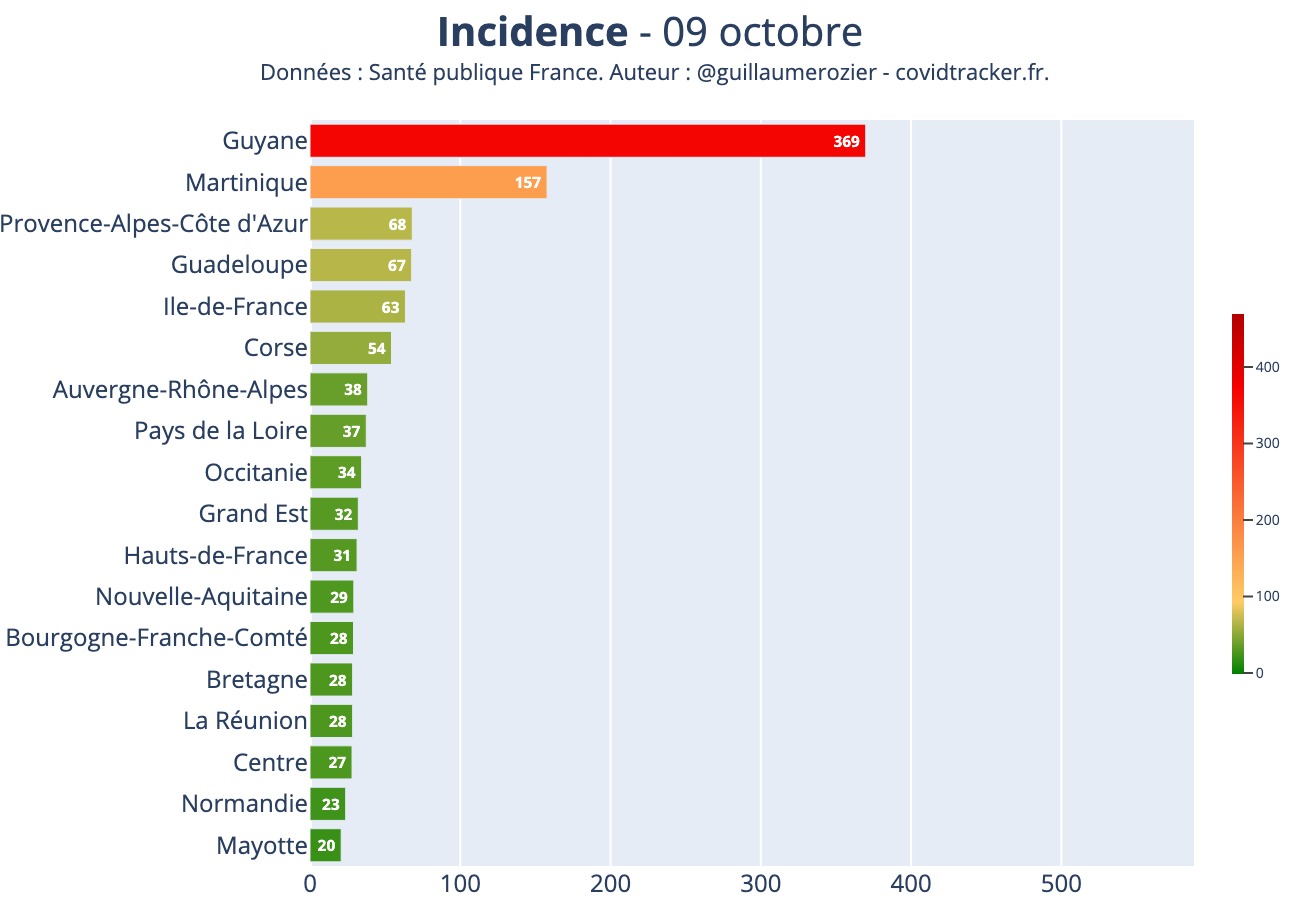 Incidence - 09 octobre
Données : Santé publique France. Auteur : @guillaumerozier - covidtracker.fr.
Guyane 369
Martinique 157
Provence-Alpes-Côte d'Azur 68
Guadeloupe 67
Ile-de-France 63
Corse 54
Auvergne-Rhône-Alpes 38
Pays de la Loire 37
Occitanie 34
Grand Est 32
Hauts-de-France 31
Nouvelle-Aquitaine 29
Bourgogne-Franche-Comté 28
Bretagne 28
La Réunion 28
Centre 27
Normandie 23
Mayotte 20
0 100 200 300 400 500
400
300
200
100
0